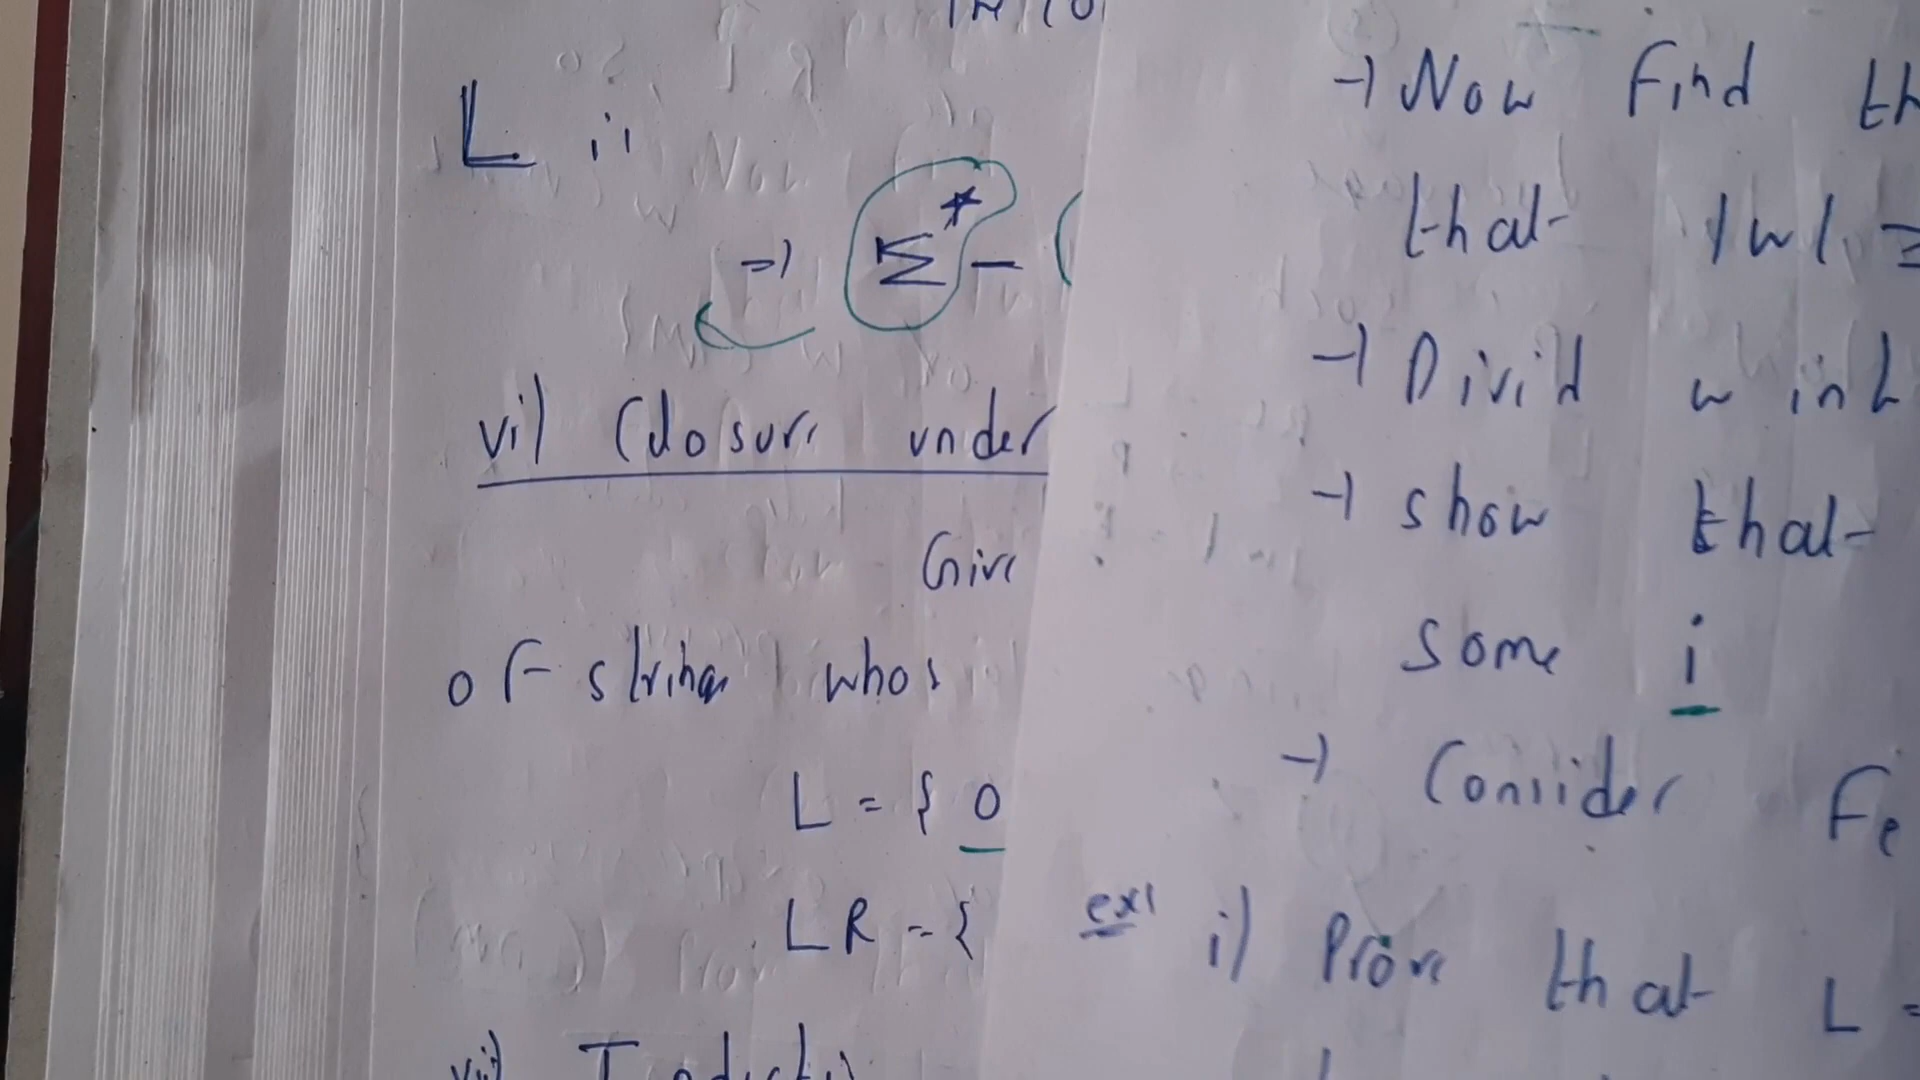 L is
=> Σ* - (
vi) Closure under
Give
of string whose
L = { 0
LR = {
→ Now Find th
that |w| ≥
→ Divid w int
→ show that
some i
→ Consider Fe
ex: i) Prove that L =